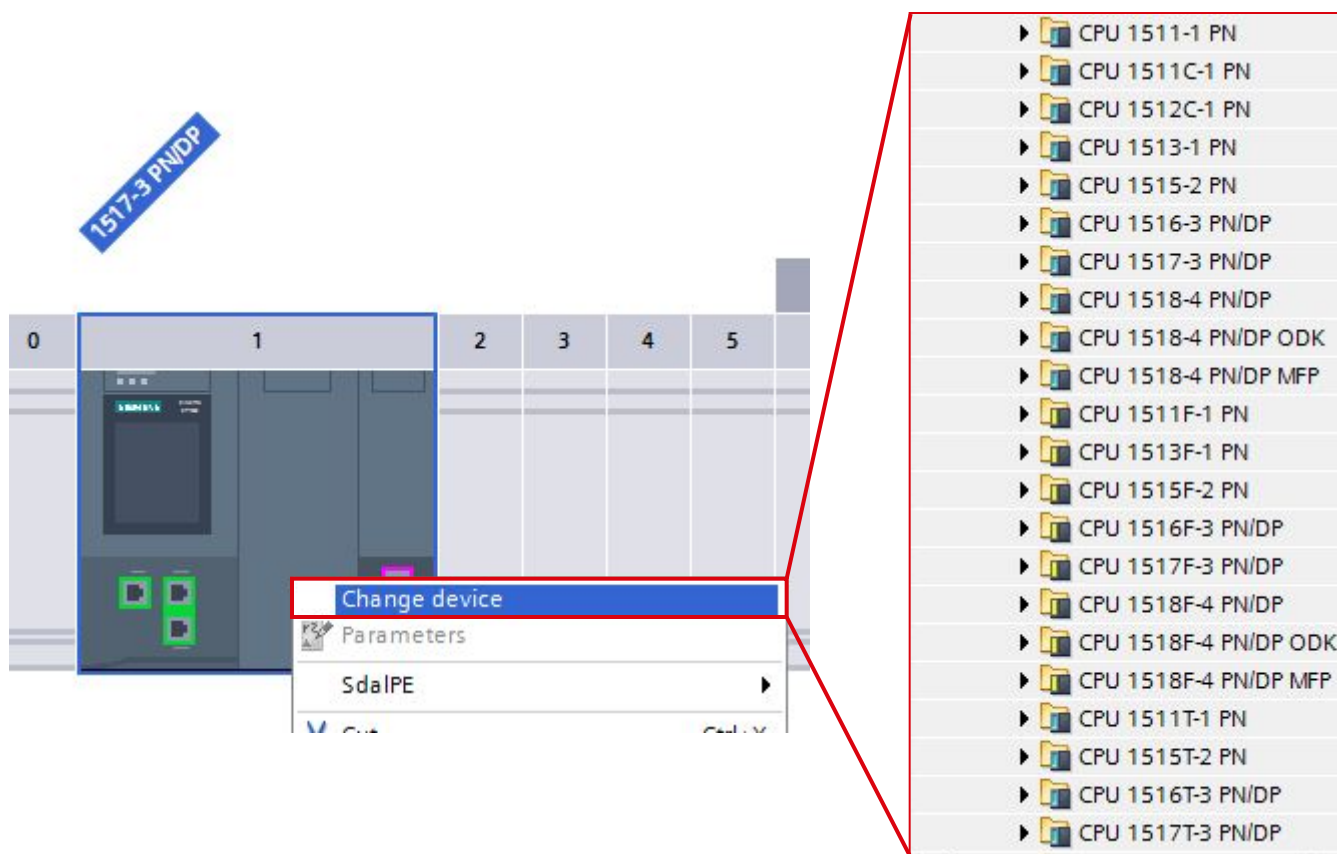 1517-3 PN/DP
0
1
2
3
4
5
SIEMENS
Change device
Parameters
SdalPE
CPU 1511-1 PN
CPU 1511C-1 PN
CPU 1512C-1 PN
CPU 1513-1 PN
CPU 1515-2 PN
CPU 1516-3 PN/DP
CPU 1517-3 PN/DP
CPU 1518-4 PN/DP
CPU 1518-4 PN/DP ODK
CPU 1518-4 PN/DP MFP
CPU 1511F-1 PN
CPU 1513F-1 PN
CPU 1515F-2 PN
CPU 1516F-3 PN/DP
CPU 1517F-3 PN/DP
CPU 1518F-4 PN/DP
CPU 1518F-4 PN/DP ODK
CPU 1518F-4 PN/DP MFP
CPU 1511T-1 PN
CPU 1515T-2 PN
CPU 1516T-3 PN/DP
CPU 1517T-3 PN/DP